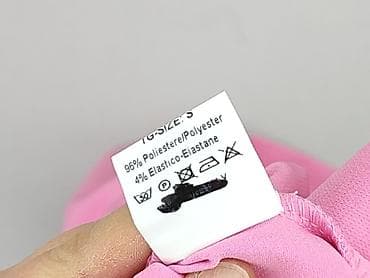 TG-SIZE: S
96% Poliestere/Polyester
4% Elastico-Elastane